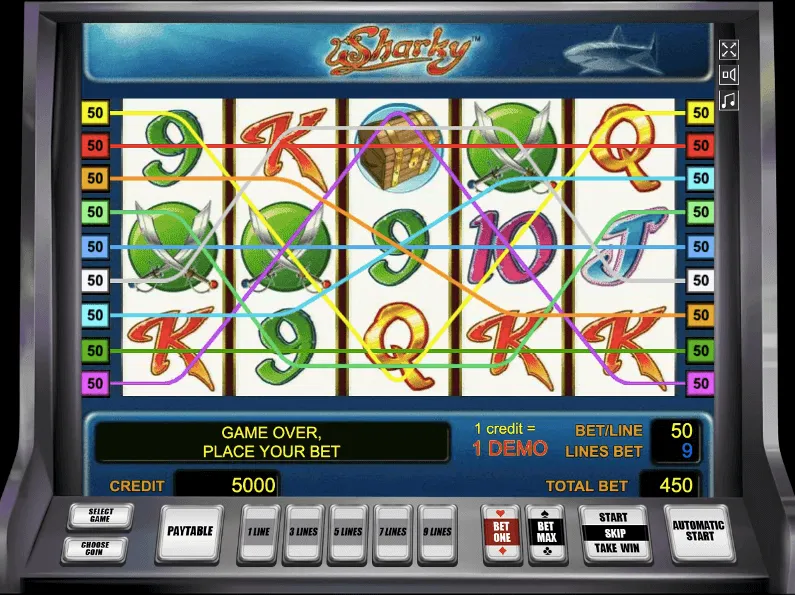 Sharky™
50 50
50 50
50 50
50 50
50 50
50 50
50 50
50 50
50 50
9 K Q
9 10 J
K 9 Q K K
GAME OVER,
PLACE YOUR BET
1 credit =
1 DEMO
BET/LINE 50
LINES BET 9
CREDIT 5000
TOTAL BET 450
SELECT
GAME
CHOOSE
COIN
PAYTABLE
1 LINE
3 LINES
5 LINES
7 LINES
9 LINES
BET
ONE
BET
MAX
START
SKIP
TAKE WIN
AUTOMATIC
START